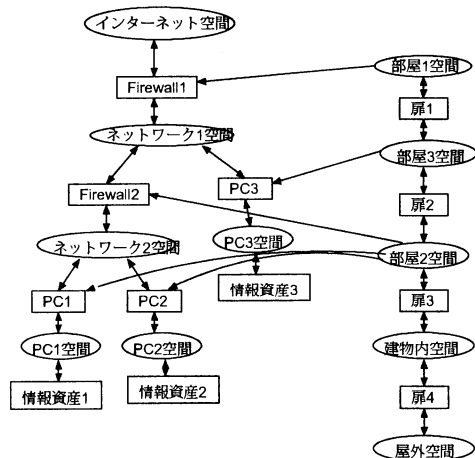 インターネット空間
Firewall1
ネットワーク1空間
Firewall2
PC3
ネットワーク2空間
PC3空間
PC1
PC2
情報資産3
PC1空間
PC2空間
情報資産1
情報資産2
部屋1空間
扉1
部屋3空間
扉2
部屋2空間
扉3
建物内空間
扉4
屋外空間